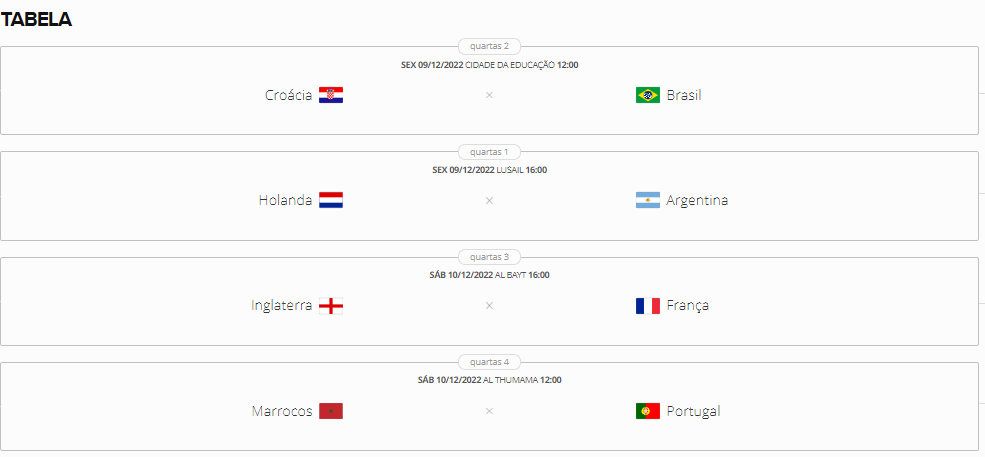 TABELA
quartas 2
SEX 09/12/2022 CIDADE DA EDUCAÇÃO 12:00
Croácia × Brasil
quartas 1
SEX 09/12/2022 LUSAIL 16:00
Holanda × Argentina
quartas 3
SÁB 10/12/2022 AL BAYT 16:00
Inglaterra × França
quartas 4
SÁB 10/12/2022 AL THUMAMA 12:00
Marrocos × Portugal